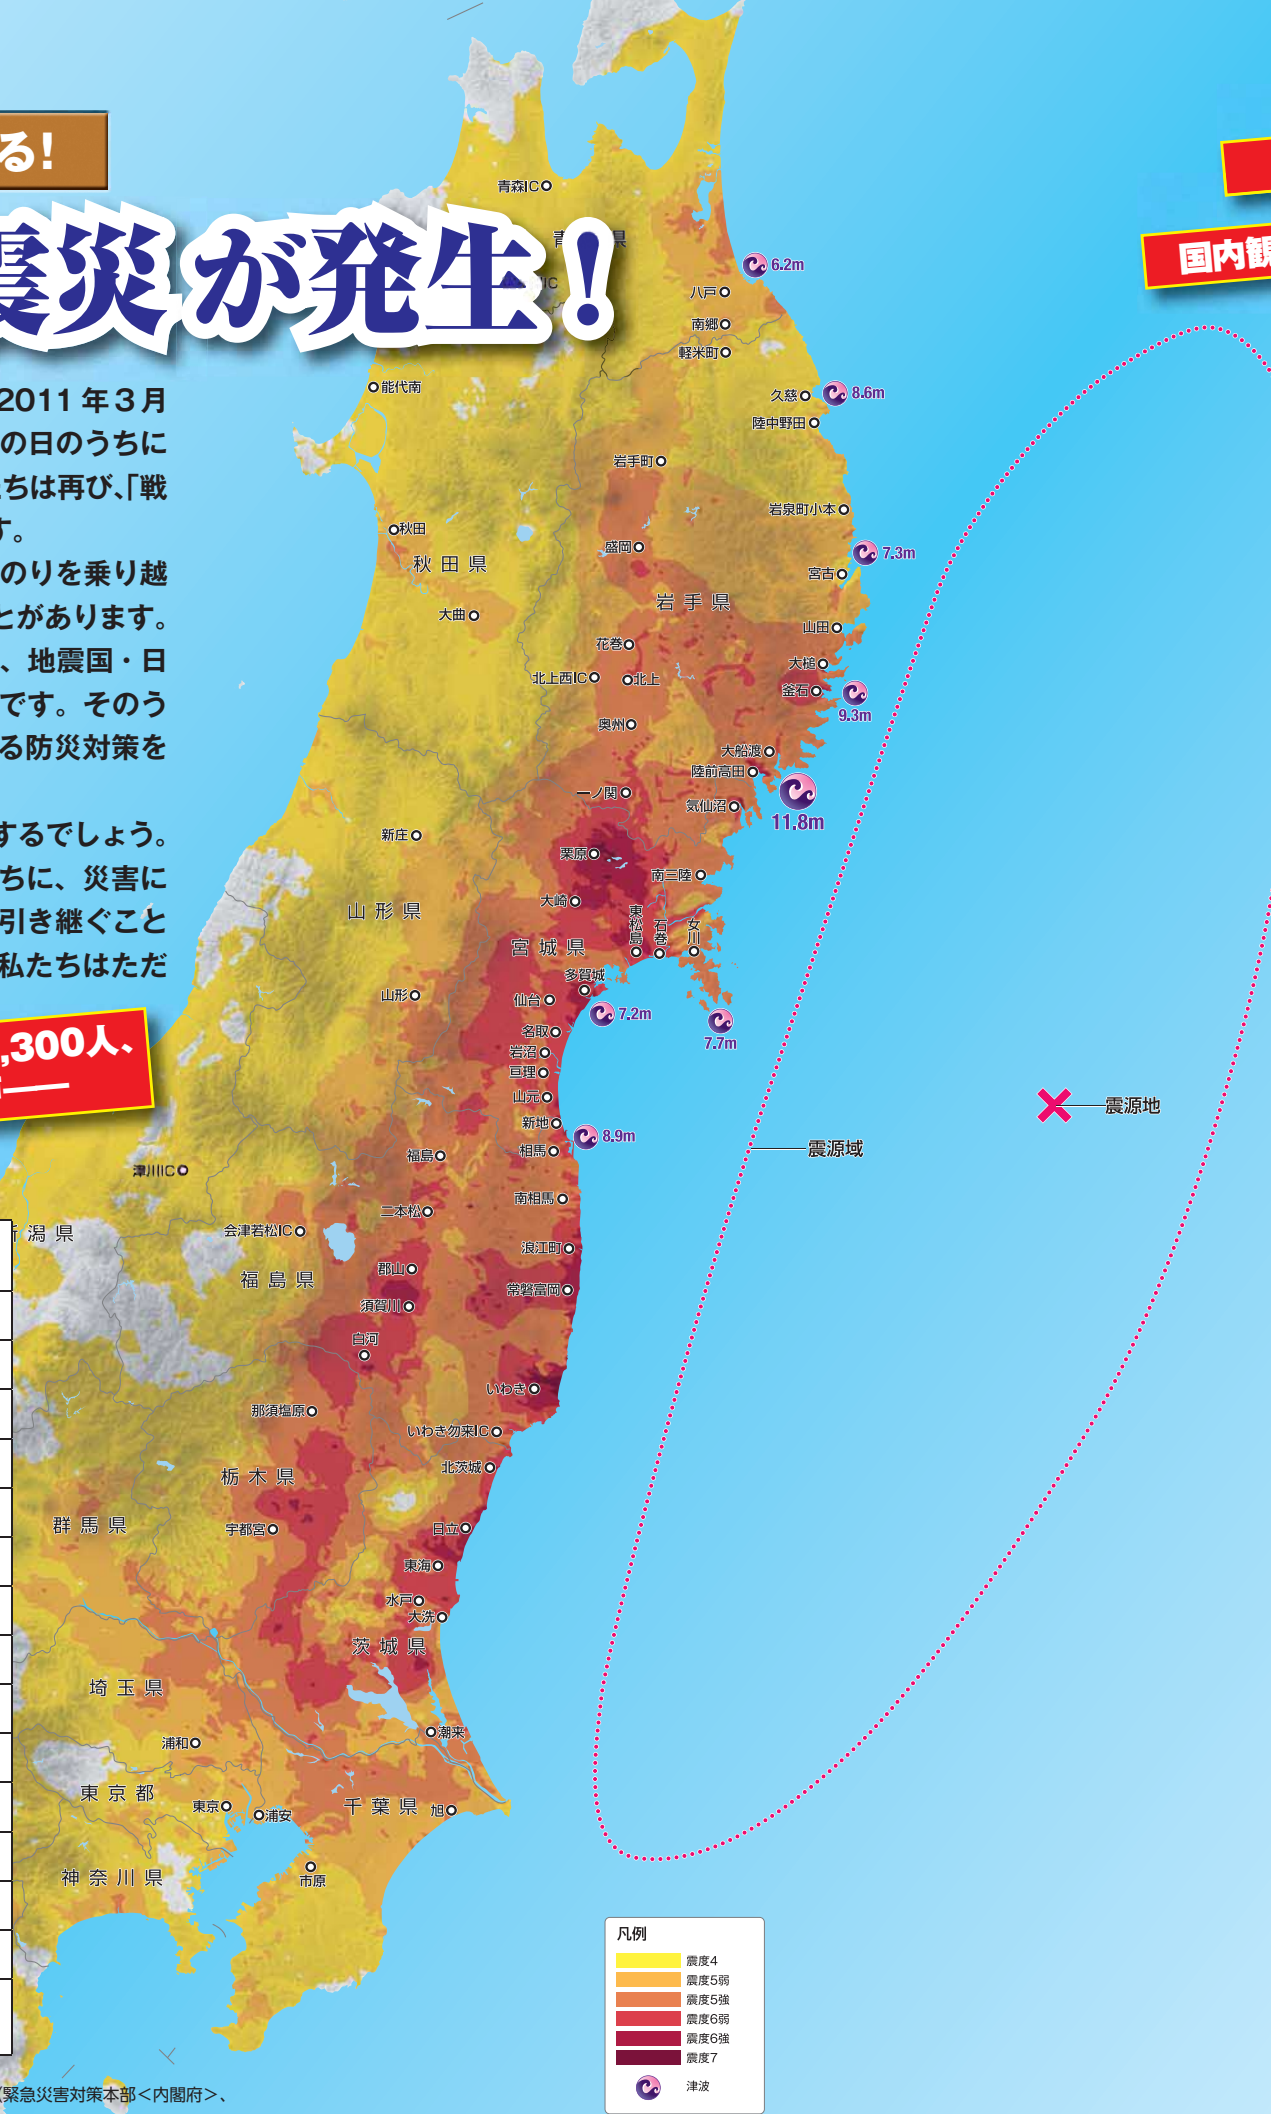 る!
震災が発生!
2011年3月
の日のうちに
ちは再び、「戦
す。
のりを乗り越
とがあります。
、地震国・日
です。そのう
る防災対策を
するでしょう。
ちに、災害に
引き継ぐこと
私たちはただ
,300人、
国内観
青森IC
県
八戸
6.2m
南郷
軽米町
能代南
久慈
8.6m
陸中野田
岩手町
岩泉町小本
秋田
盛岡
7.3m
宮古
秋田県
岩手県
大曲
山田
花巻
大槌
北上西IC
北上
釜石
9.3m
奥州
大船渡
陸前高田
一ノ関
気仙沼
11.8m
新庄
栗原
南三陸
大崎
山形県
東松島
石巻
女川
宮城県
多賀城
山形
仙台
7.2m
7.7m
名取
岩沼
亘理
山元
新地
8.9m
相馬
福島
震源地
震源域
津川IC
南相馬
二本松
会津若松IC
潟県
浪江町
郡山
福島県
常磐富岡
須賀川
白河
いわき
那須塩原
いわき勿来IC
北茨城
栃木県
群馬県
宇都宮
日立
東海
水戸
大洗
茨城県
埼玉県
潮来
浦和
東京都
東京
浦安
千葉県
旭
神奈川県
市原
凡例
震度4
震度5弱
震度5強
震度6弱
震度6強
震度7
津波
緊急災害対策本部<内閣府>、